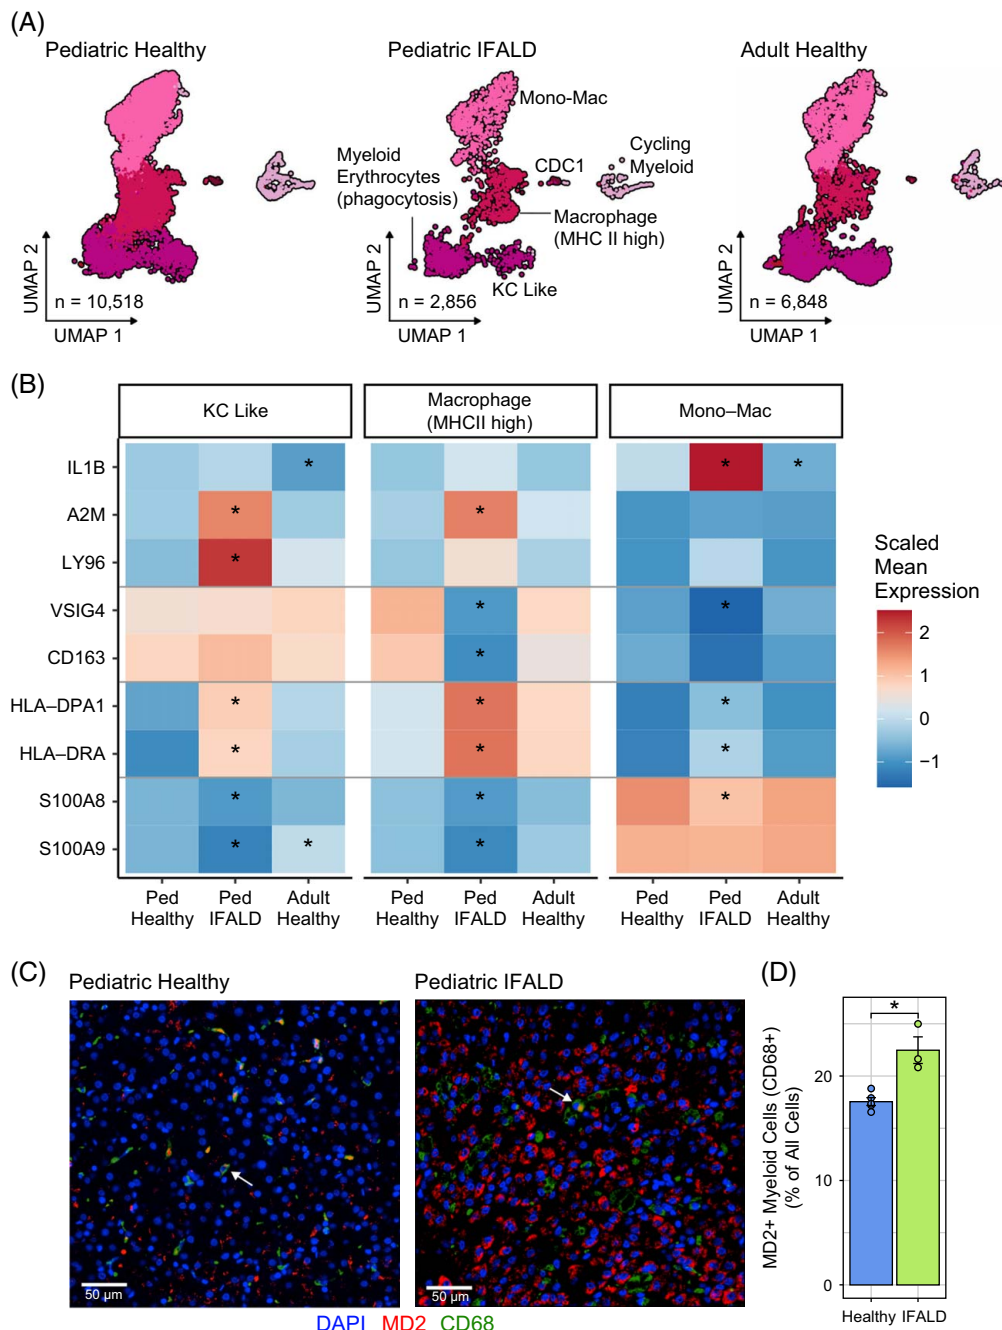 (A)
Pediatric Healthy
Pediatric IFALD
Adult Healthy
Mono-Mac
Myeloid
Erythrocytes
(phagocytosis)
CDC1
Cycling
Myeloid
Macrophage
(MHC II high)
KC Like
UMAP 2
n = 10,518
UMAP 1
UMAP 2
n = 2,856
UMAP 1
UMAP 2
n = 6,848
UMAP 1
(B)
KC Like
Macrophage
(MHCII high)
Mono–Mac
IL1B
* * *
A2M
* *
LY96
*
VSIG4
* *
CD163
*
HLA–DPA1
* * *
HLA–DRA
* * *
S100A8
* * *
S100A9
* * *
Ped
Healthy
Ped
IFALD
Adult
Healthy
Ped
Healthy
Ped
IFALD
Adult
Healthy
Ped
Healthy
Ped
IFALD
Adult
Healthy
Scaled
Mean
Expression
2
1
0
−1
(C)
Pediatric Healthy
Pediatric IFALD
50 µm
50 µm
DAPI MD2 CD68
(D)
MD2+ Myeloid Cells (CD68+)
(% of All Cells)
*
20
10
0
Healthy IFALD